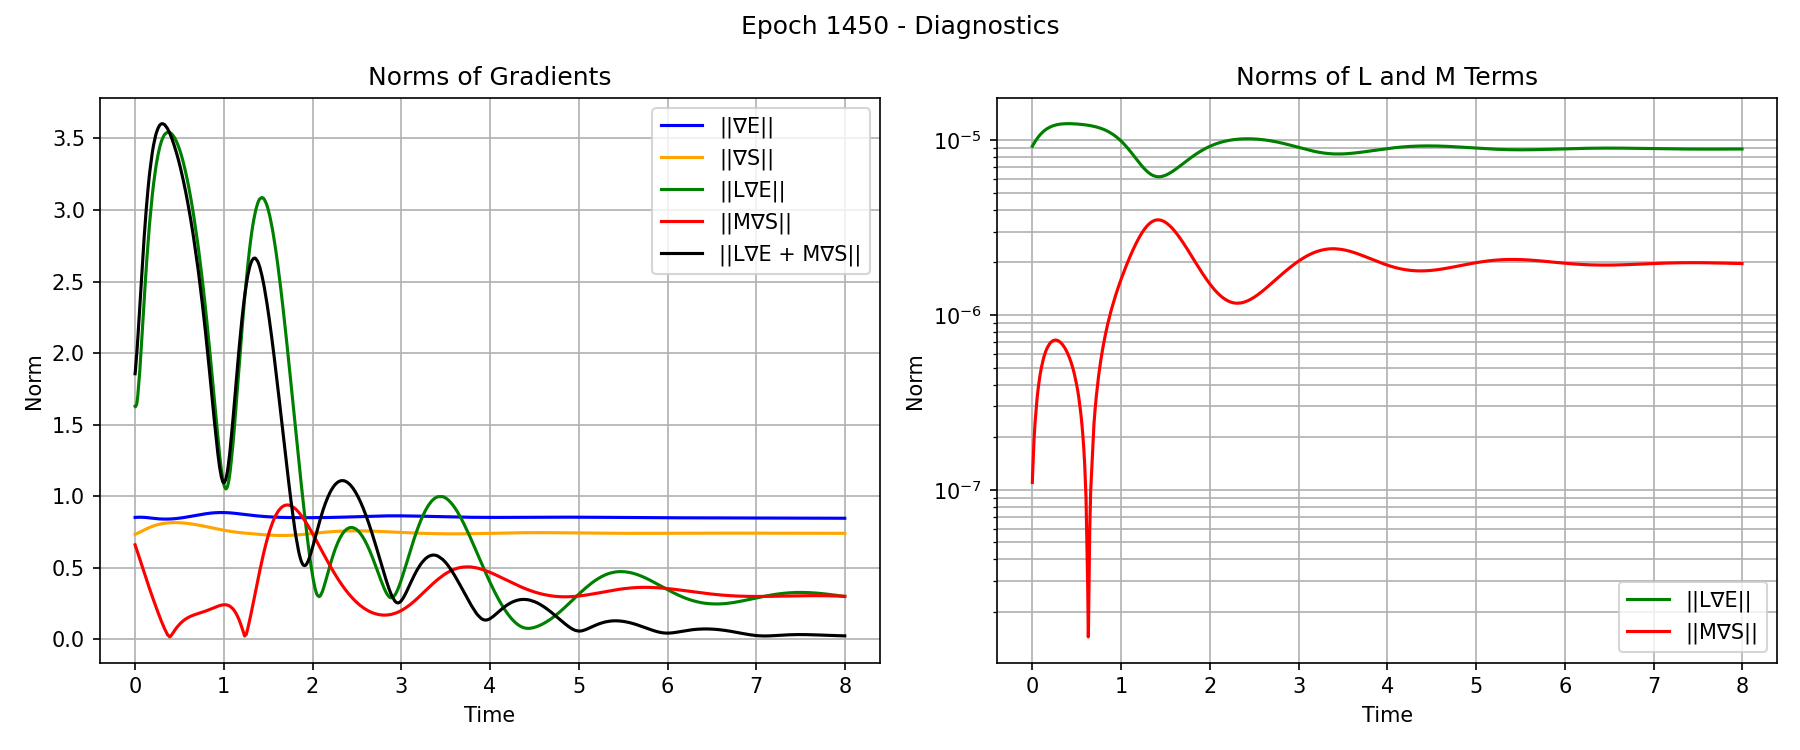 Epoch 1450 - Diagnostics
Norms of Gradients
Norm
3.5
3.0
2.5
2.0
1.5
1.0
0.5
0.0
||∇E||
||∇S||
||L∇E||
||M∇S||
||L∇E + M∇S||
0 1 2 3 4 5 6 7 8
Time
Norms of L and M Terms
Norm
10⁻⁵
10⁻⁶
10⁻⁷
||L∇E||
||M∇S||
0 1 2 3 4 5 6 7 8
Time